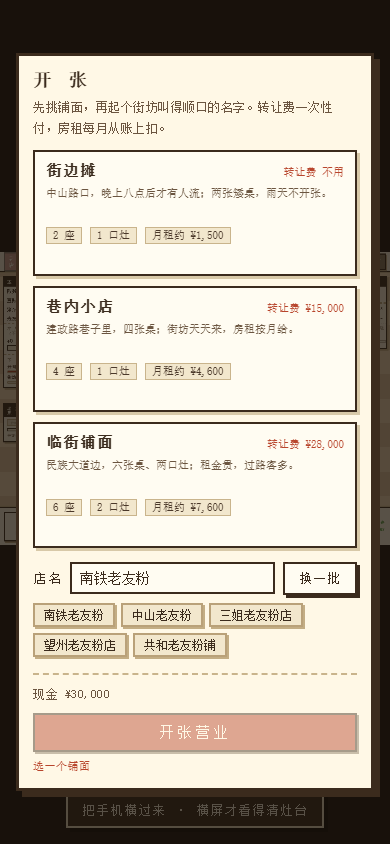 开 张
先挑铺面，再起个街坊叫得顺口的名字。转让费一次性
付，房租每月从账上扣。
街边摊 转让费 不用
中山路口，晚上八点后才有人流；两张矮桌，雨天不开张。
2 座 1 口灶 月租约 ¥1,500
巷内小店 转让费 ¥15,000
建政路巷子里，四张桌；街坊天天来，房租按月给。
4 座 1 口灶 月租约 ¥4,600
临街铺面 转让费 ¥28,000
民族大道边，六张桌、两口灶；租金贵，过路客多。
6 座 2 口灶 月租约 ¥7,600
店名 南铁老友粉 换一批
南铁老友粉 中山老友粉 三姐老友粉店
望州老友粉店 共和老友粉铺
现金 ¥30,000
开张营业
选一个铺面
把手机横过来 · 横屏才看得清灶台